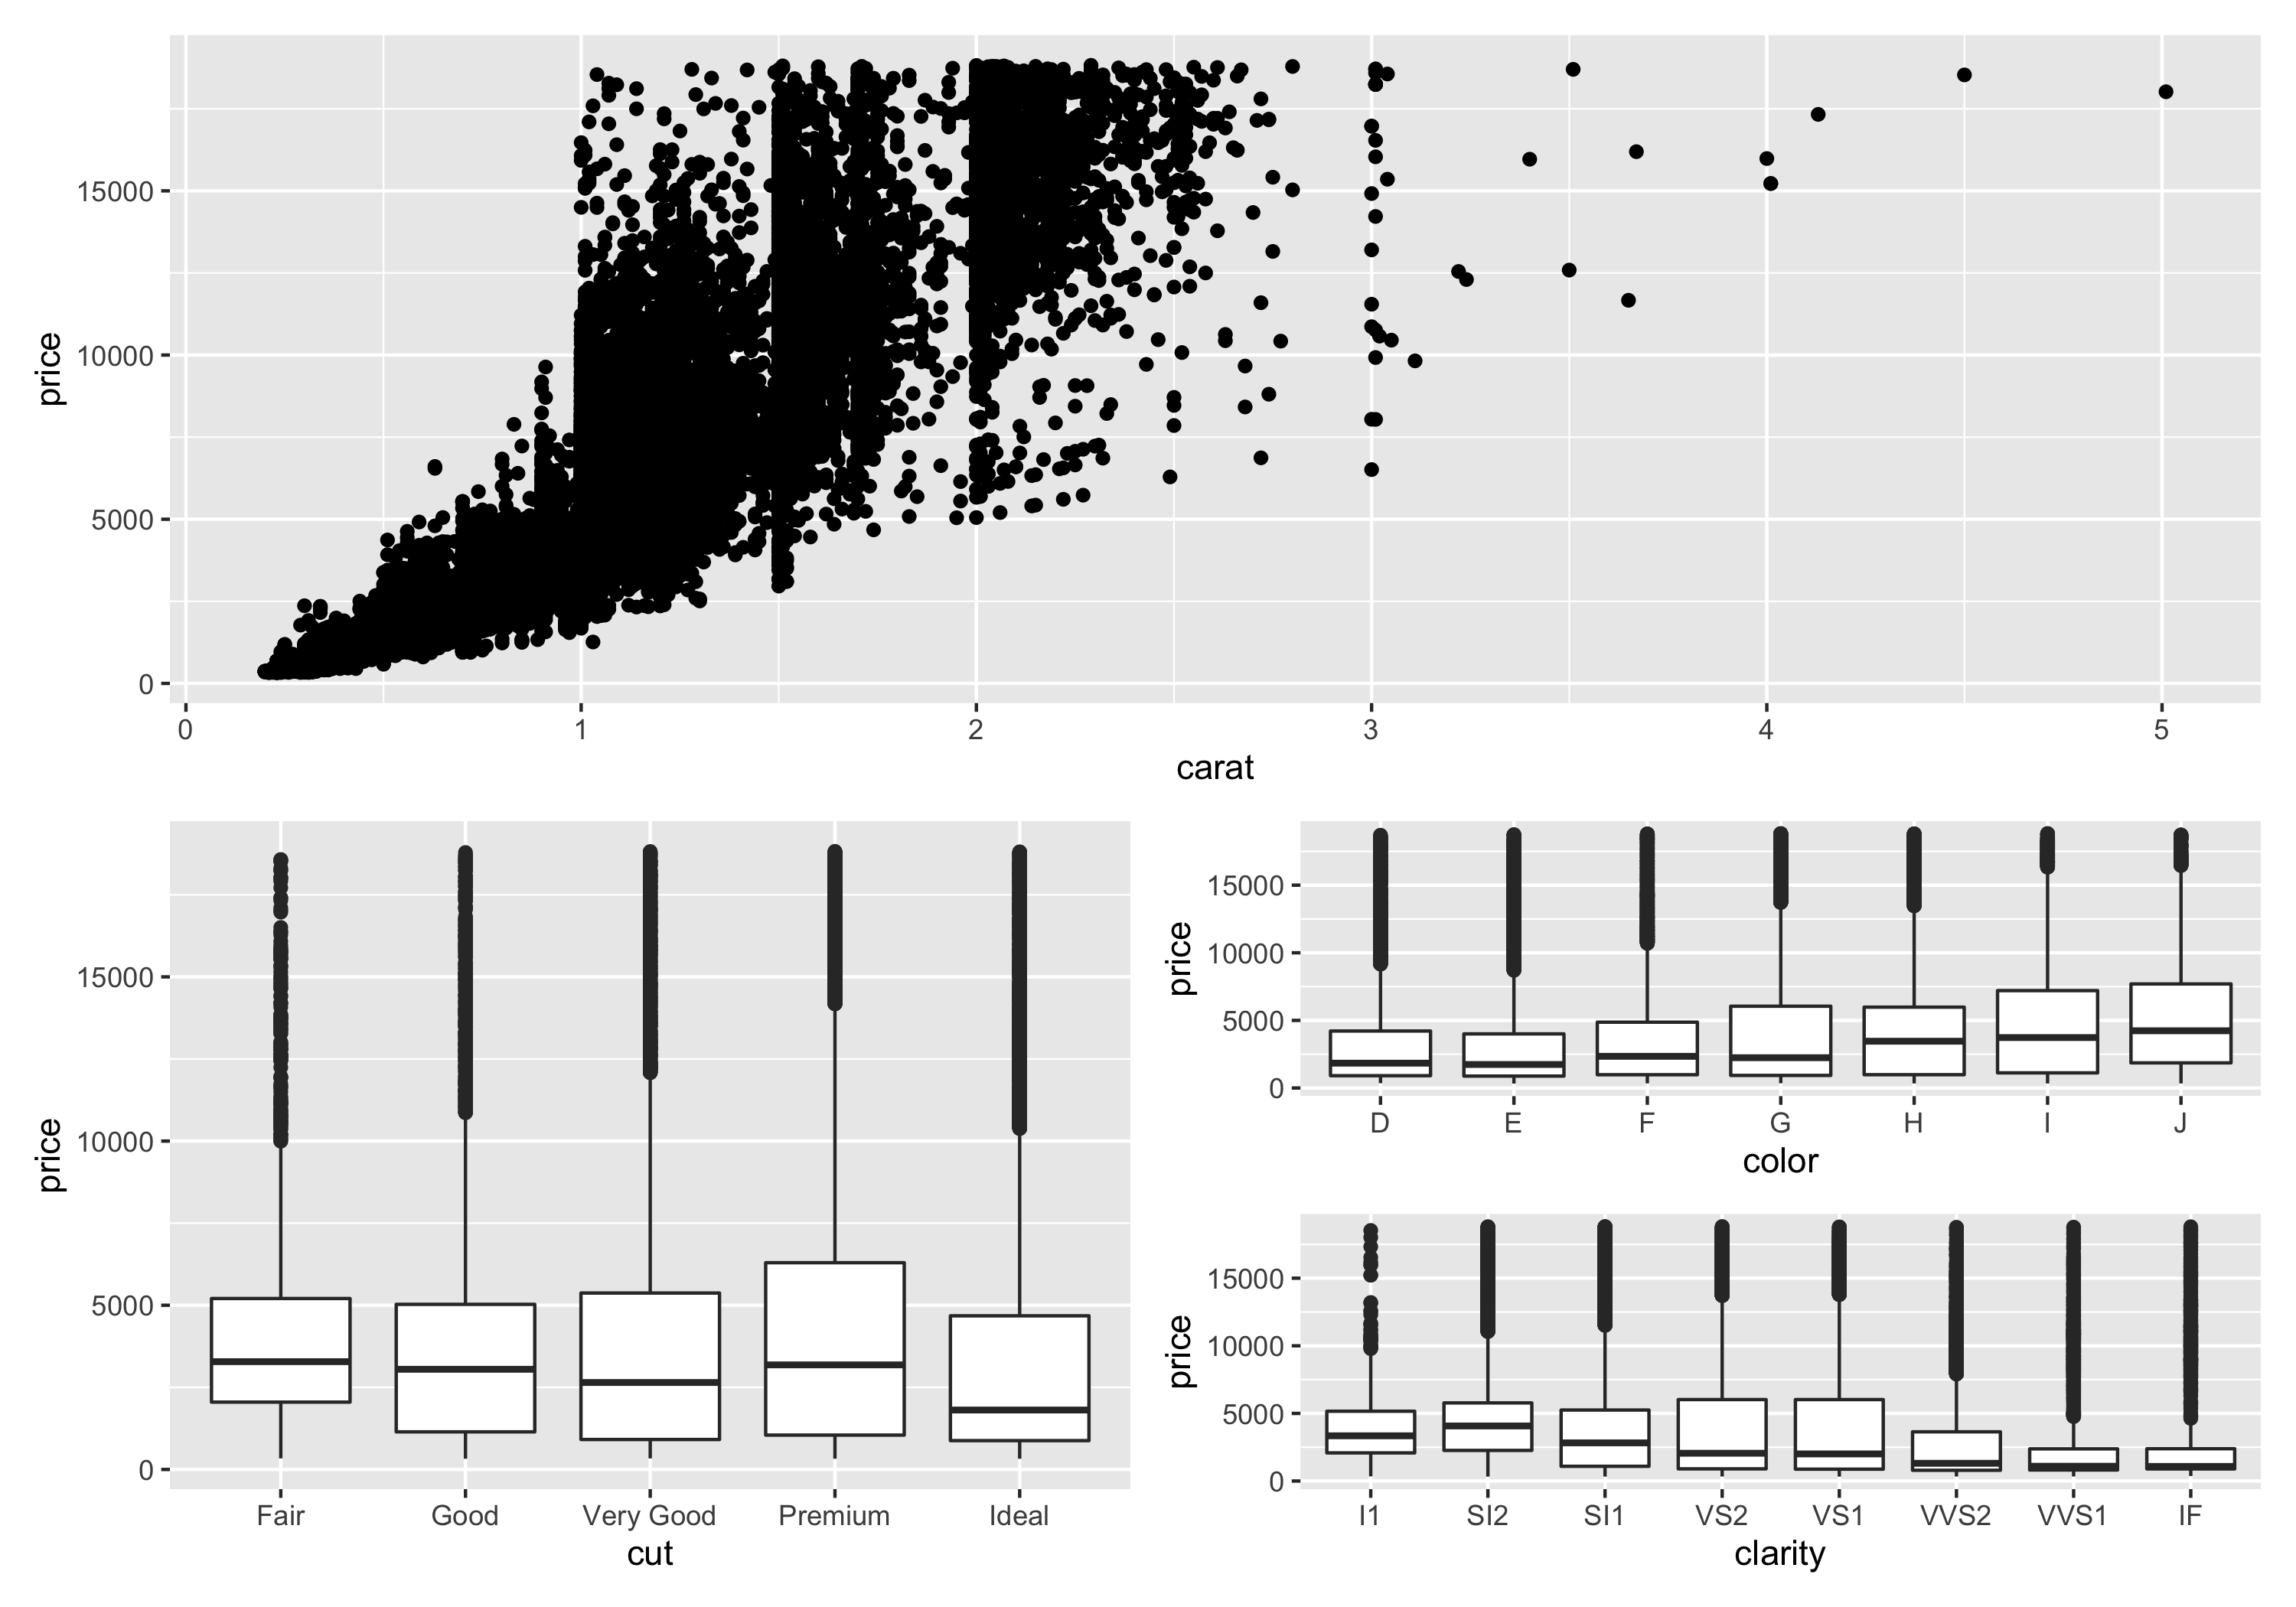 price
15000
10000
5000
0
0 1 2 3 4 5
carat
price
15000
10000
5000
0
Fair Good Very Good Premium Ideal
cut
price
15000
10000
5000
0
D E F G H I J
color
price
15000
10000
5000
0
I1 SI2 SI1 VS2 VS1 VVS2 VVS1 IF
clarity